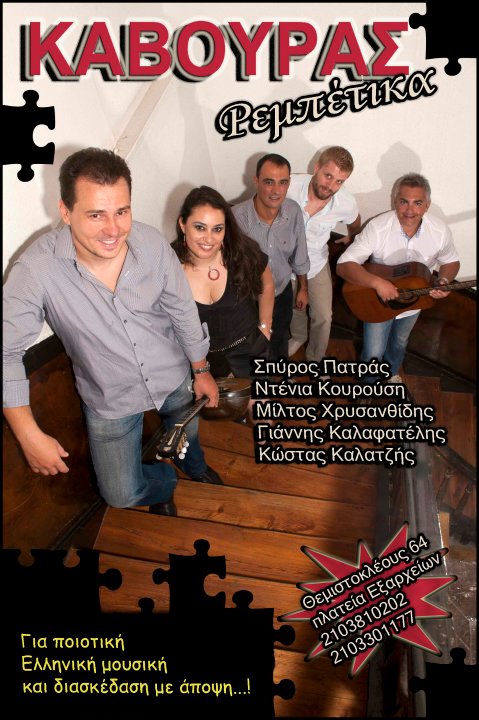 ΚΑΒΟΥΡΑΣ
Ρεμπέτικα
Σπύρος Πατράς
Ντένια Κουρούση
Μίλτος Χρυσανθίδης
Γιάννης Καλαφατέλης
Κώστας Καλατζής
Θεμιστοκλέους 64
πλατεία Εξαρχείων
2103810202
2103301177
Για ποιοτική
Ελληνική μουσική
και διασκέδαση με άποψη...!